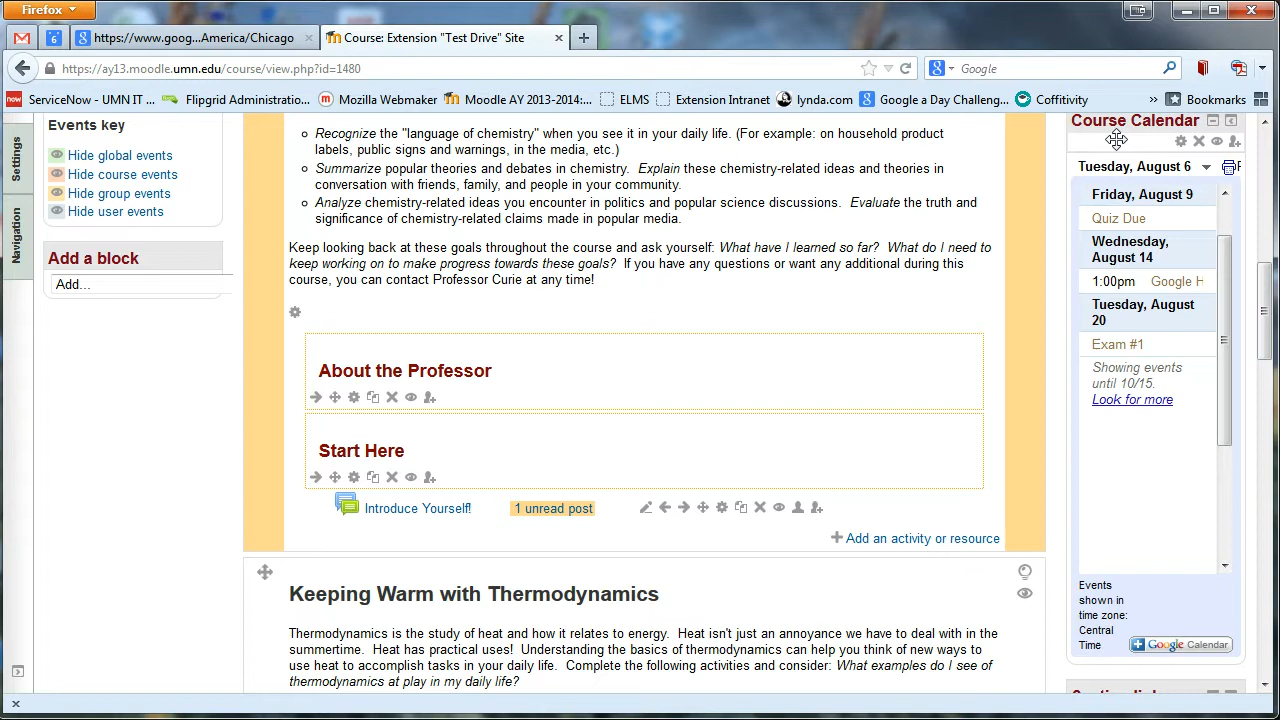 Firefox
6
https://www.goog...America/Chicago
Course: Extension "Test Drive" Site
https://ay13.moodle.umn.edu/course/view.php?id=1480
Google
new
ServiceNow - UMN IT ...
Flipgrid Administratio...
Mozilla Webmaker
Moodle AY 2013-2014:...
ELMS
Extension Intranet
lynda.com
Google a Day Challeng...
Coffitivity
»
Bookmarks
Settings
Navigation
Events key
Hide global events
Hide course events
Hide group events
Hide user events
Add a block
Add...
Recognize the "language of chemistry" when you see it in your daily life. (For example: on household product
labels, public signs and warnings, in the media, etc.)
Summarize popular theories and debates in chemistry. Explain these chemistry-related ideas and theories in
conversation with friends, family, and people in your community.
Analyze chemistry-related ideas you encounter in politics and popular science discussions. Evaluate the truth and
significance of chemistry-related claims made in popular media.
Keep looking back at these goals throughout the course and ask yourself: What have I learned so far? What do I need to
keep working on to make progress towards these goals? If you have any questions or want any additional during this
course, you can contact Professor Curie at any time!
About the Professor
Start Here
Introduce Yourself!
1 unread post
Add an activity or resource
Keeping Warm with Thermodynamics
Thermodynamics is the study of heat and how it relates to energy. Heat isn't just an annoyance we have to deal with in the
summertime. Heat has practical uses! Understanding the basics of thermodynamics can help you think of new ways to
use heat to accomplish tasks in your daily life. Complete the following activities and consider: What examples do I see of
thermodynamics at play in my daily life?
Course Calendar
Tuesday, August 6
Friday, August 9
Quiz Due
Wednesday,
August 14
1:00pm Google H
Tuesday, August
20
Exam #1
Showing events
until 10/15.
Look for more
Events
shown in
time zone:
Central
Time
Google Calendar